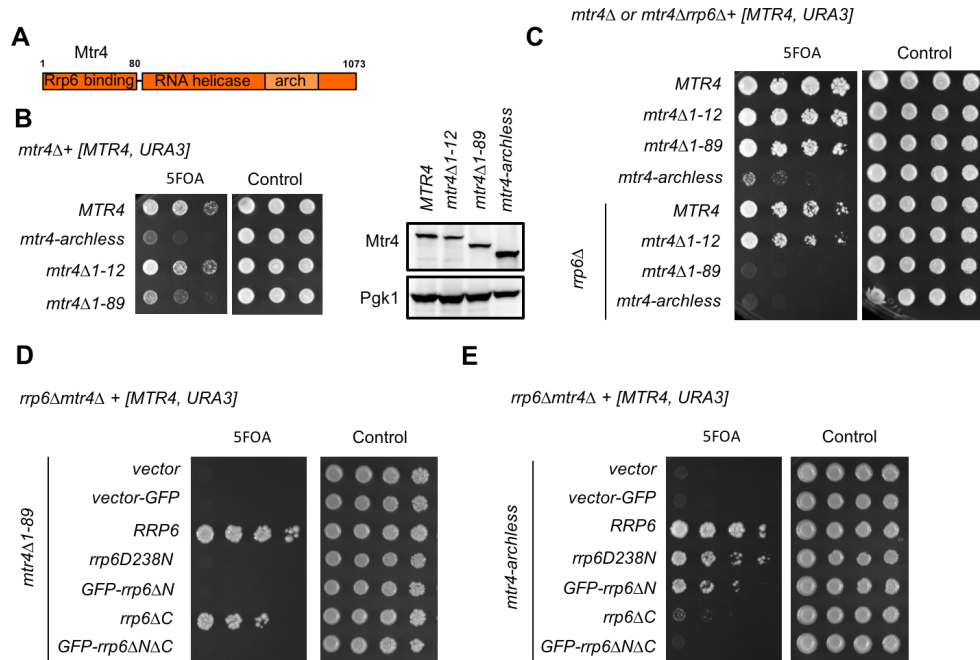 mtr4Δ or mtr4Δrrp6Δ+ [MTR4, URA3]
A
Mtr4
1 80 1073
Rrp6 binding RNA helicase arch
B
mtr4Δ+ [MTR4, URA3]
5FOA Control
MTR4
mtr4-archless
mtr4Δ1-12
mtr4Δ1-89
MTR4 mtr4Δ1-12 mtr4Δ1-89 mtr4-archless
Mtr4
Pgk1
C
5FOA Control
MTR4
mtr4Δ1-12
mtr4Δ1-89
mtr4-archless
rrp6Δ
MTR4
mtr4Δ1-12
mtr4Δ1-89
mtr4-archless
D
rrp6Δmtr4Δ + [MTR4, URA3]
5FOA Control
mtr4Δ1-89
vector
vector-GFP
RRP6
rrp6D238N
GFP-rrp6ΔN
rrp6ΔC
GFP-rrp6ΔNΔC
E
rrp6Δmtr4Δ + [MTR4, URA3]
5FOA Control
mtr4-archless
vector
vector-GFP
RRP6
rrp6D238N
GFP-rrp6ΔN
rrp6ΔC
GFP-rrp6ΔNΔC